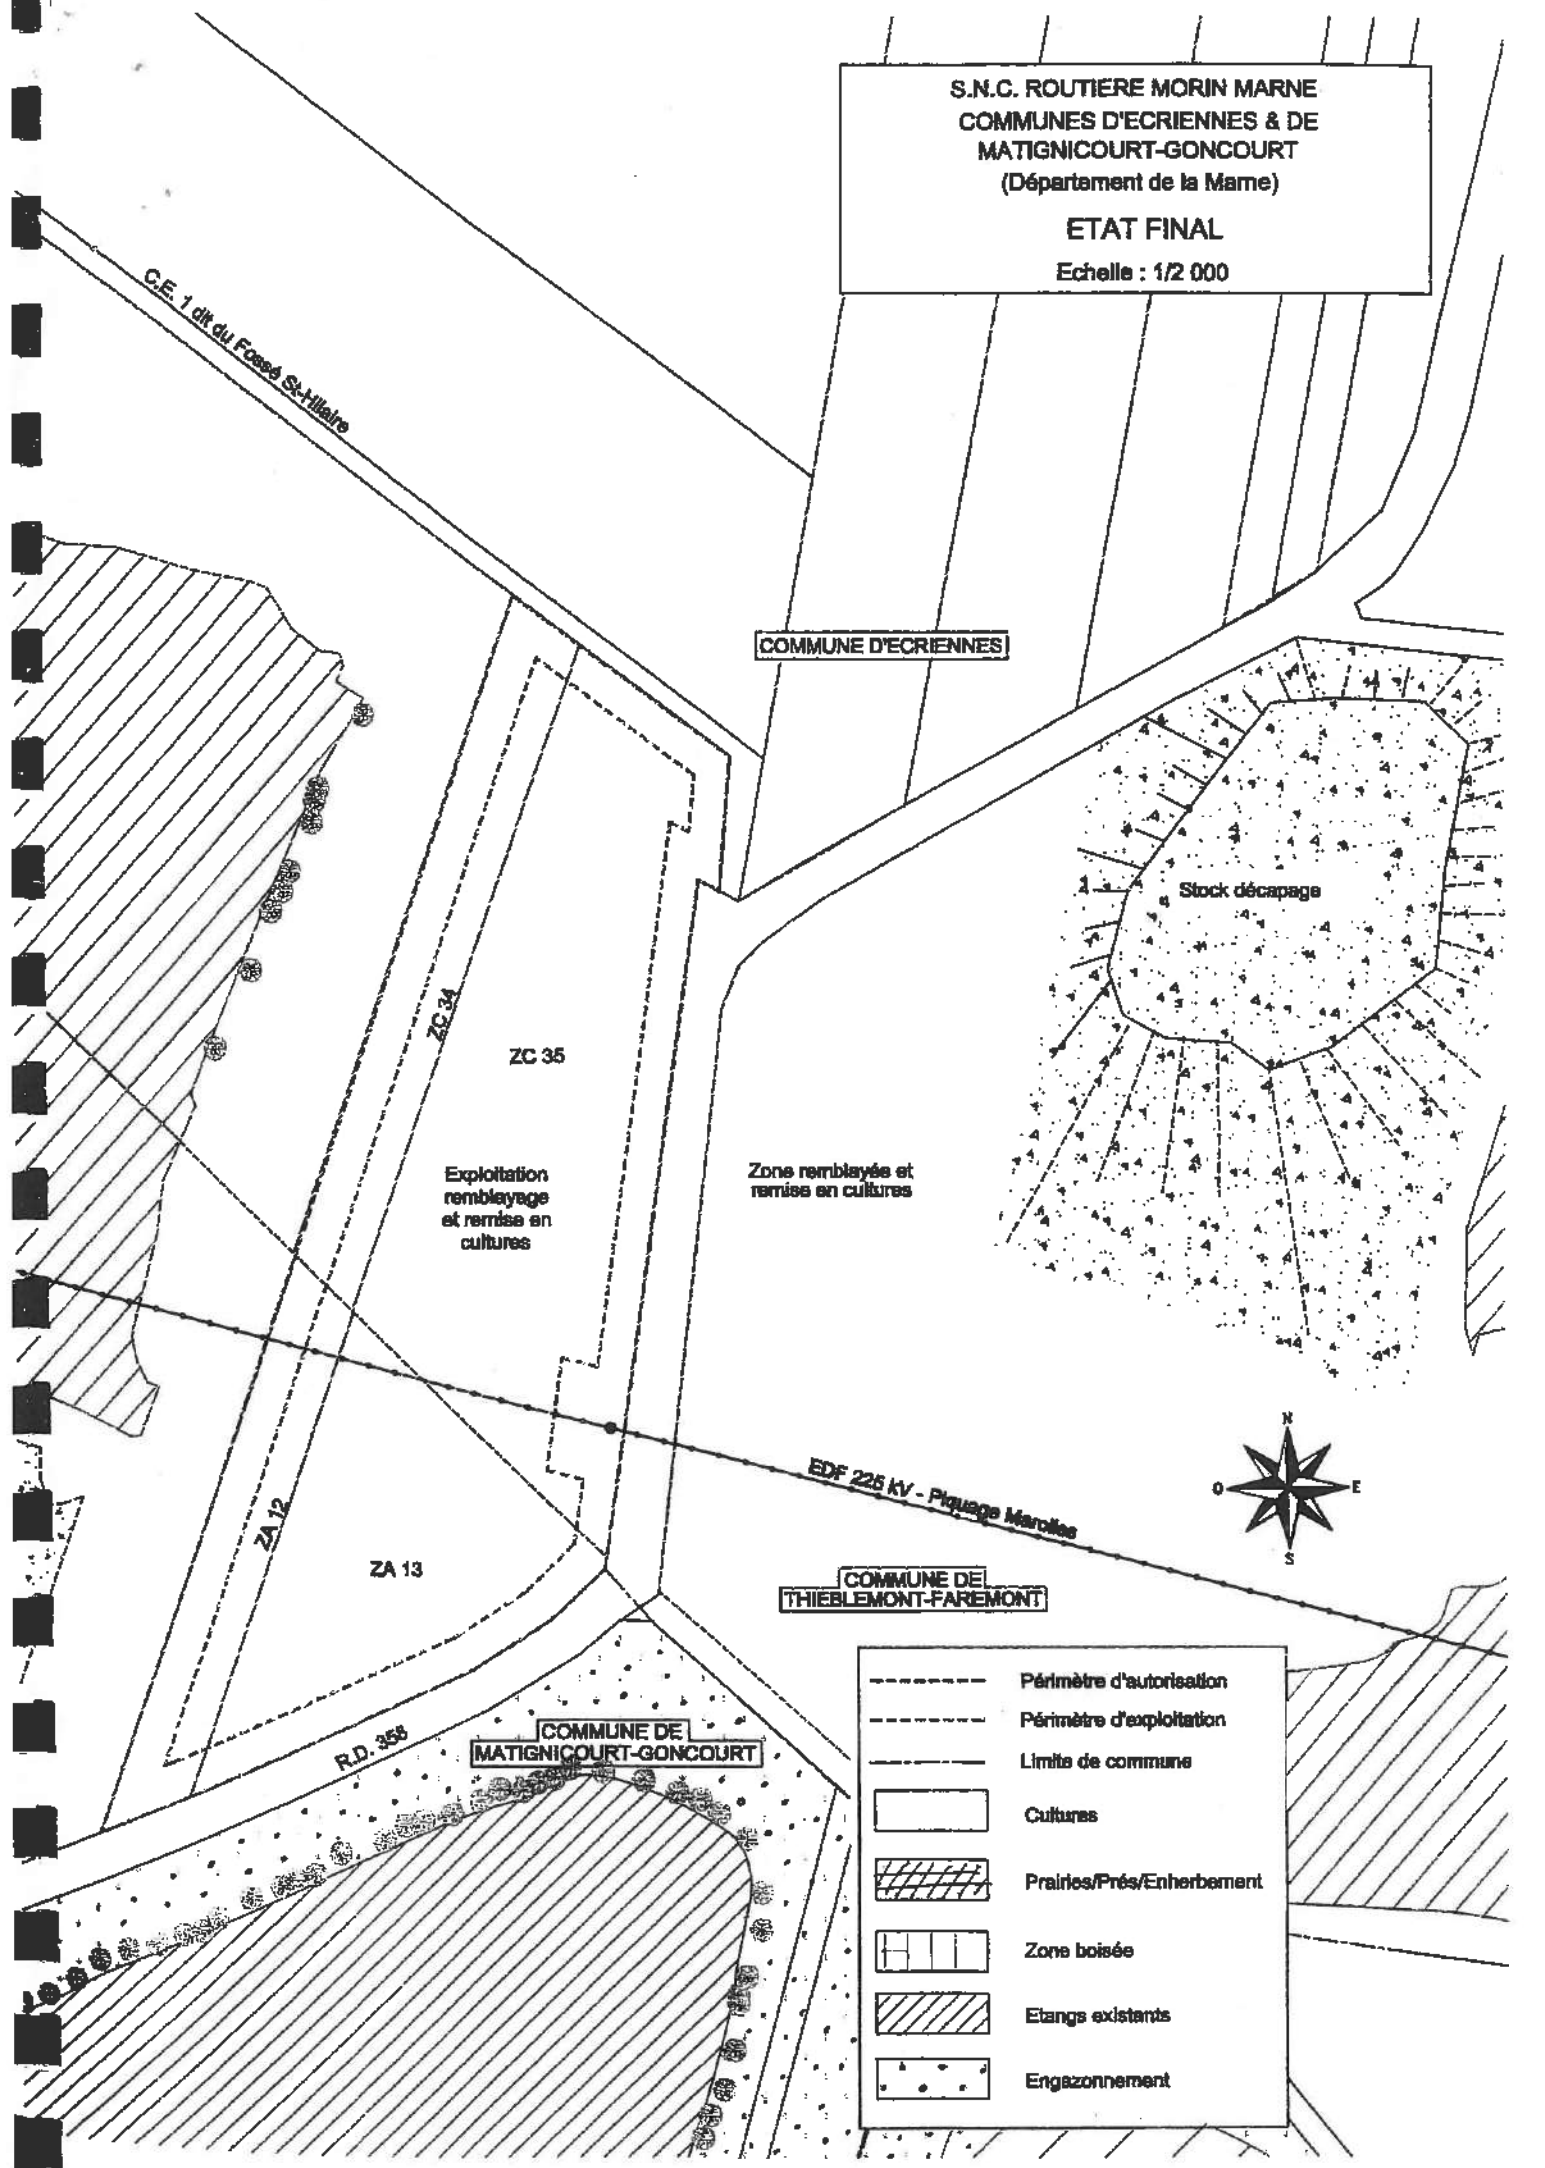 S.N.C. ROUTIERE MORIN MARNE
COMMUNES D'ECRIENNES & DE
MATIGNICOURT-GONCOURT
(Département de la Marne)
ETAT FINAL
Echelle : 1/2 000
C.E. 1 dit du Fossé St-Hilaire
COMMUNE D'ECRIENNES
Stock décapage
ZC 34
ZC 35
Exploitation
remblayage
et remise en
cultures
Zone remblayée et
remise en cultures
N
O
E
S
EDF 225 kV - Piquage Marolles
ZA 12
ZA 13
COMMUNE DE
THIEBLEMONT-FAREMONT
R.D. 358
COMMUNE DE
MATIGNICOURT-GONCOURT
Périmètre d'autorisation
Périmètre d'exploitation
Limite de commune
Cultures
Prairies/Prés/Enherbement
Zone boisée
Etangs existants
Engazonnement